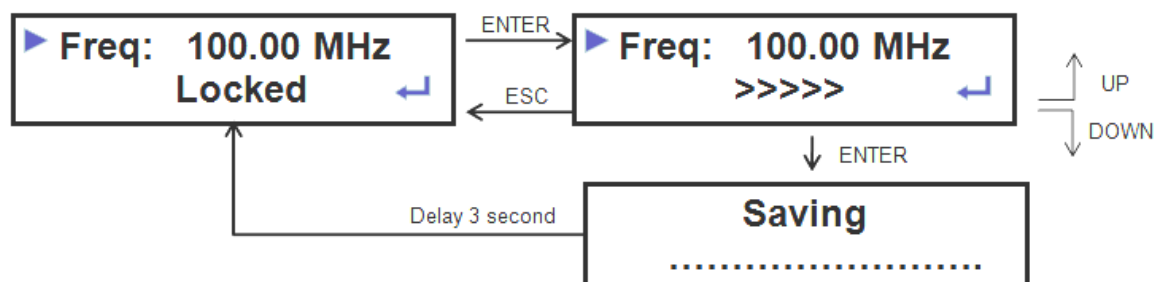 Freq: 100.00 MHz
Locked
ENTER
ESC
Freq: 100.00 MHz
>>>>>
UP
DOWN
ENTER
Delay 3 second
Saving
.........................